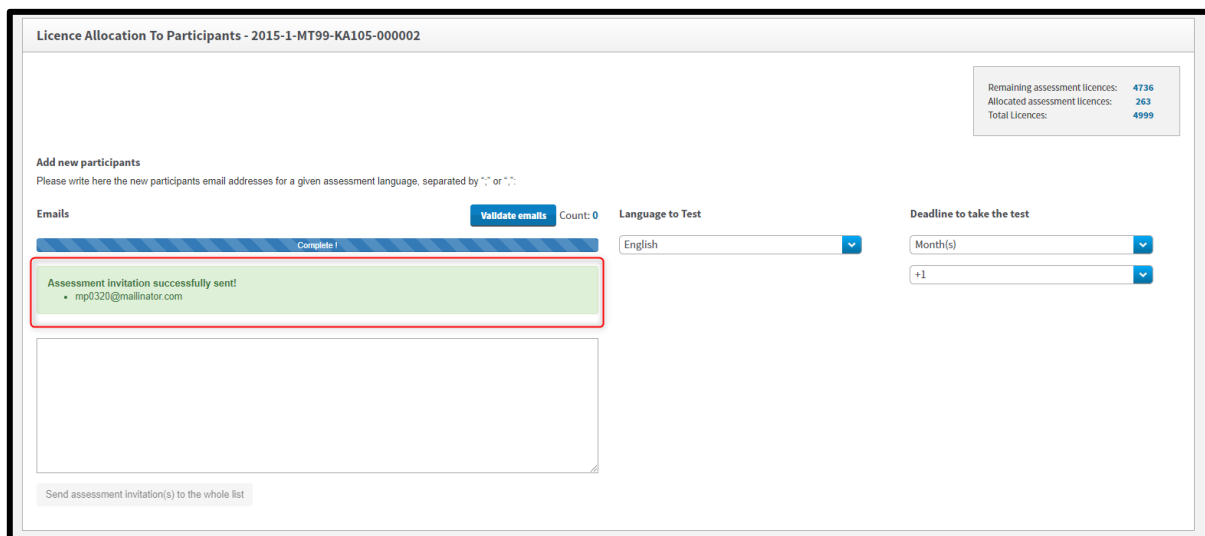 Licence Allocation To Participants - 2015-1-MT99-KA105-000002
Remaining assessment licences: 4736
Allocated assessment licences: 263
Total Licences: 4999
Add new participants
Please write here the new participants email addresses for a given assessment language, separated by ";" or ",":
Emails
Validate emails
Count: 0
Language to Test
Deadline to take the test
Complete !
English
Month(s)
Assessment invitation successfully sent!
• mp0320@mailinator.com
+1
Send assessment invitation(s) to the whole list